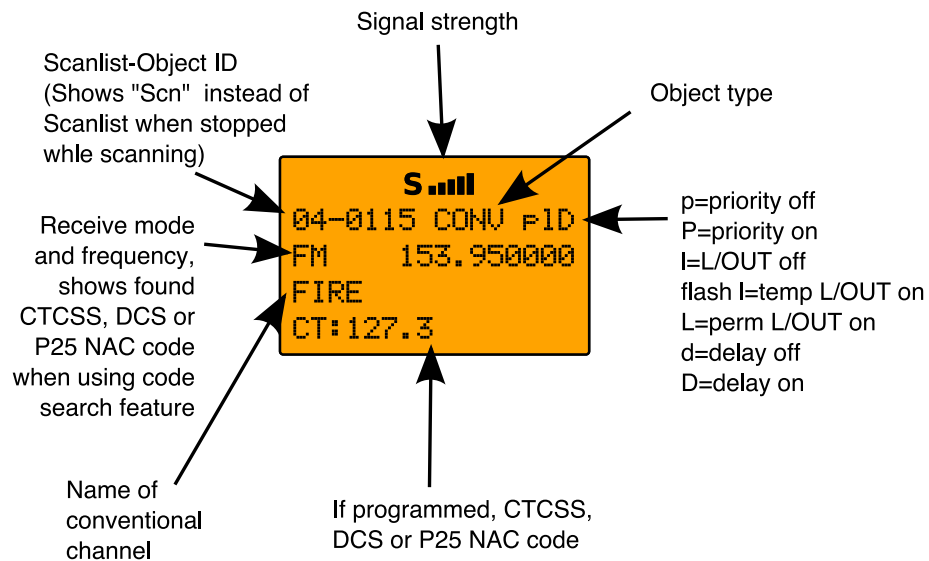 Signal strength
Scanlist-Object ID
(Shows "Scn" instead of
Scanlist when stopped
whle scanning)
Object type
S
04-0115 CONV plD
FM 153.950000
FIRE
CT:127.3
Receive mode
and frequency,
shows found
CTCSS, DCS or
P25 NAC code
when using code
search feature
p=priority off
P=priority on
l=L/OUT off
flash l=temp L/OUT on
L=perm L/OUT on
d=delay off
D=delay on
Name of
conventional
channel
If programmed, CTCSS,
DCS or P25 NAC code